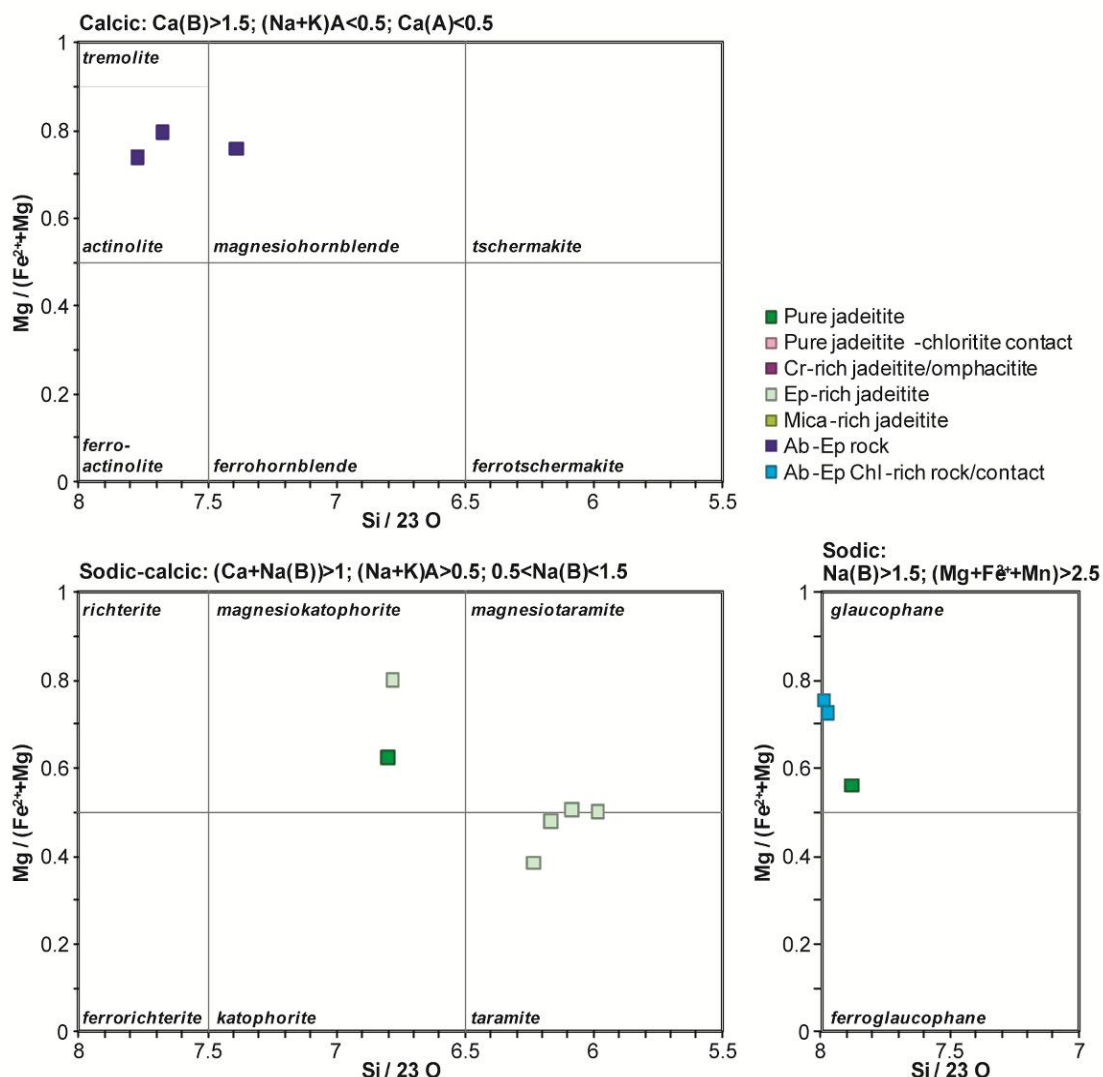 Calcic: Ca(B)>1.5; (Na+K)A<0.5; Ca(A)<0.5
1
tremolite
0.8
Mg / (Fe²⁺+Mg)
0.6
actinolite magnesiohornblende tschermakite
0.4
0.2
ferro-
actinolite ferrohornblende ferrotschermakite
0
8 7.5 7 6.5 6 5.5
Si / 23 O
Pure jadeitite
Pure jadeitite -chloritite contact
Cr-rich jadeitite/omphacitite
Ep-rich jadeitite
Mica-rich jadeitite
Ab-Ep rock
Ab-Ep Chl-rich rock/contact
Sodic-calcic: (Ca+Na(B))>1; (Na+K)A>0.5; 0.5<Na(B)<1.5
1
richterite magnesiokatophorite magnesiotaramite
0.8
Mg / (Fe²⁺+Mg)
0.6
0.4
0.2
ferrorichterite katophorite taramite
0
8 7.5 7 6.5 6 5.5
Si / 23 O
Sodic:
Na(B)>1.5; (Mg+Fe²⁺+Mn)>2.5
1
glaucophane
0.8
Mg / (Fe²⁺+Mg)
0.6
0.4
0.2
ferroglaucophane
0
8 7.5 7
Si / 23 O